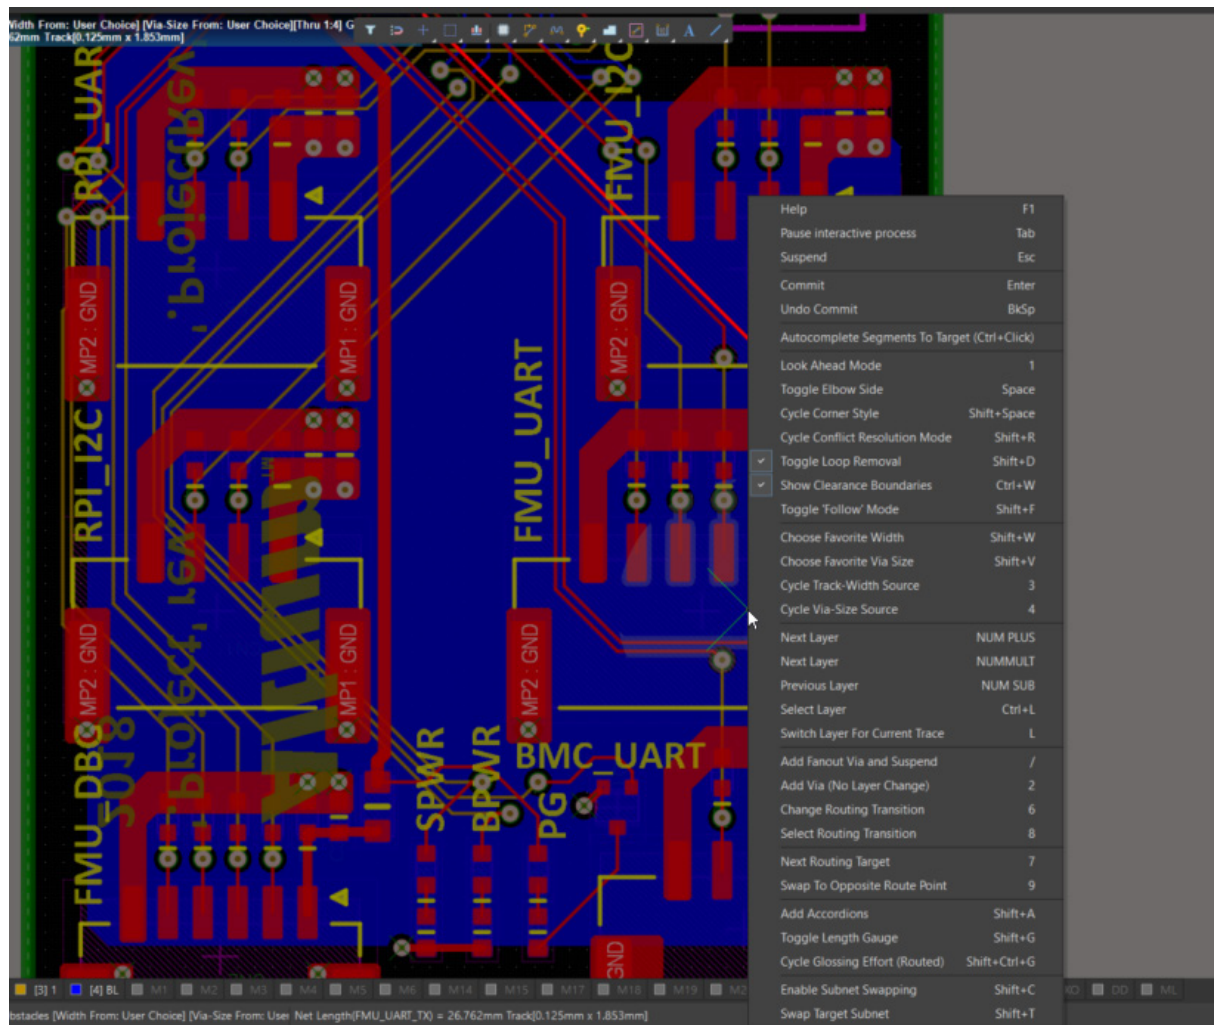 Width From: User Choice] [Via-Size From: User Choice][Thru 1:4] G
62mm Track[0.125mm x 1.853mm]
RPI_UAR
FMU_I2C
'project' rev
MP2 : GND
MP1 : GND
MP2 : GND
RPI_I2C
FMU_UART
MP2 : GND
MP1 : GND
MP2 : GND
'project' rev
2018
FMU_DBG
SPWR
BPWR
PG
BMC_UART
GND
Help F1
Pause interactive process Tab
Suspend Esc
Commit Enter
Undo Commit BkSp
Autocomplete Segments To Target (Ctrl+Click)
Look Ahead Mode 1
Toggle Elbow Side Space
Cycle Corner Style Shift+Space
Cycle Conflict Resolution Mode Shift+R
Toggle Loop Removal Shift+D
Show Clearance Boundaries Ctrl+W
Toggle 'Follow' Mode Shift+F
Choose Favorite Width Shift+W
Choose Favorite Via Size Shift+V
Cycle Track-Width Source 3
Cycle Via-Size Source 4
Next Layer NUM PLUS
Next Layer NUMMULT
Previous Layer NUM SUB
Select Layer Ctrl+L
Switch Layer For Current Trace L
Add Fanout Via and Suspend /
Add Via (No Layer Change) 2
Change Routing Transition 6
Select Routing Transition 8
Next Routing Target 7
Swap To Opposite Route Point 9
Add Accordions Shift+A
Toggle Length Gauge Shift+G
Cycle Glossing Effort (Routed) Shift+Ctrl+G
Enable Subnet Swapping Shift+C
Swap Target Subnet Shift+T
[3] 1 [4] BL M1 M2 M3 M4 M5 M6 M14 M15 M17 M18 M19 M2 KO DD ML
bstacles [Width From: User Choice] [Via-Size From: Use Net Length(FMU_UART_TX) = 26.762mm Track[0.125mm x 1.853mm]